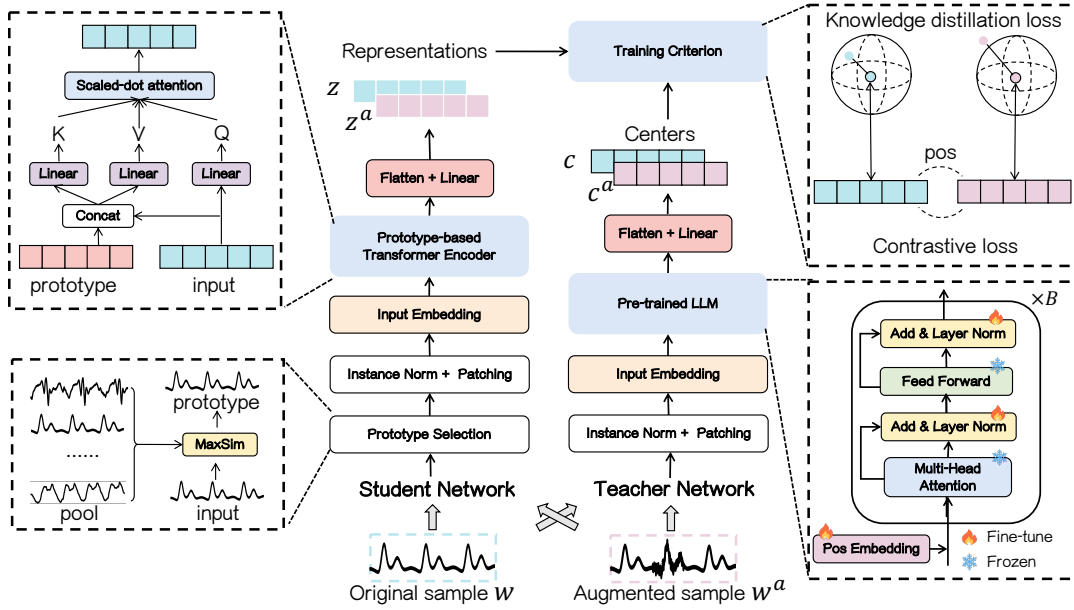 Scaled-dot attention
K
V
Q
Linear
Linear
Linear
Concat
prototype
input
prototype
MaxSim
......
pool
input
Representations
z
z^a
Flatten + Linear
Prototype-based
Transformer Encoder
Input Embedding
Instance Norm + Patching
Prototype Selection
Student Network
Original sample w
Training Criterion
Centers
c
c^a
Flatten + Linear
Pre-trained LLM
Input Embedding
Instance Norm + Patching
Teacher Network
Augmented sample w^a
Knowledge distillation loss
pos
Contrastive loss
×B
Add & Layer Norm
Feed Forward
Add & Layer Norm
Multi-Head
Attention
Pos Embedding
Fine-tune
Frozen